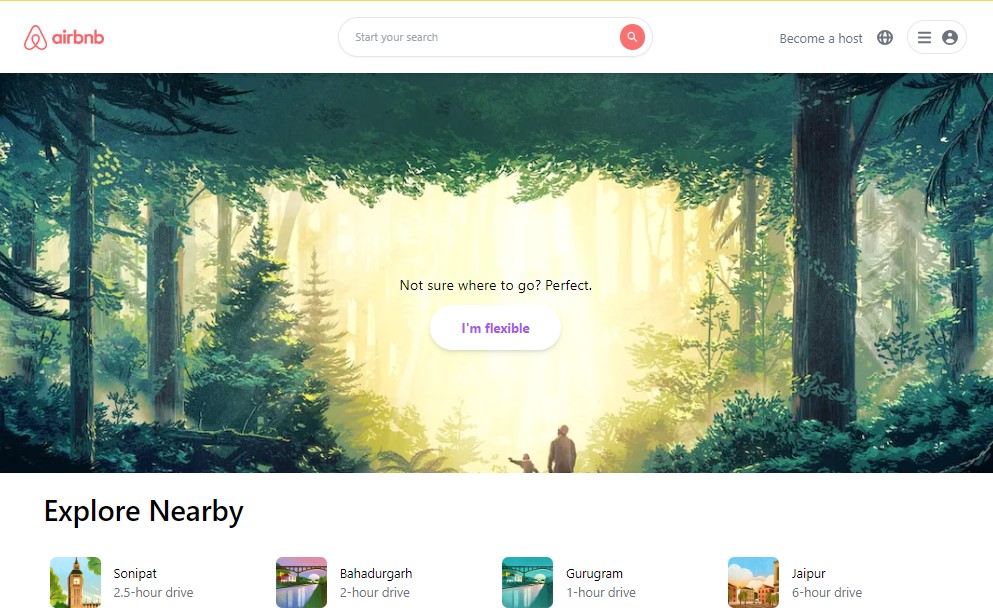 airbnb
Start your search
Become a host
Not sure where to go? Perfect.
I'm flexible
Explore Nearby
Sonipat
2.5-hour drive
Bahadurgarh
2-hour drive
Gurugram
1-hour drive
Jaipur
6-hour drive